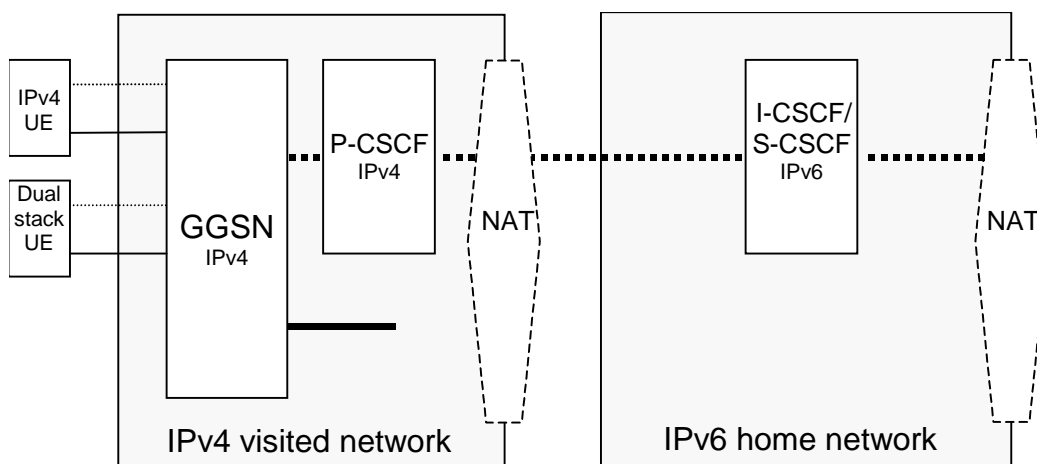 IPv4
UE
Dual
stack
UE
GGSN
IPv4
P-CSCF
IPv4
NAT
IPv4 visited network
I-CSCF/
S-CSCF
IPv6
NAT
IPv6 home network